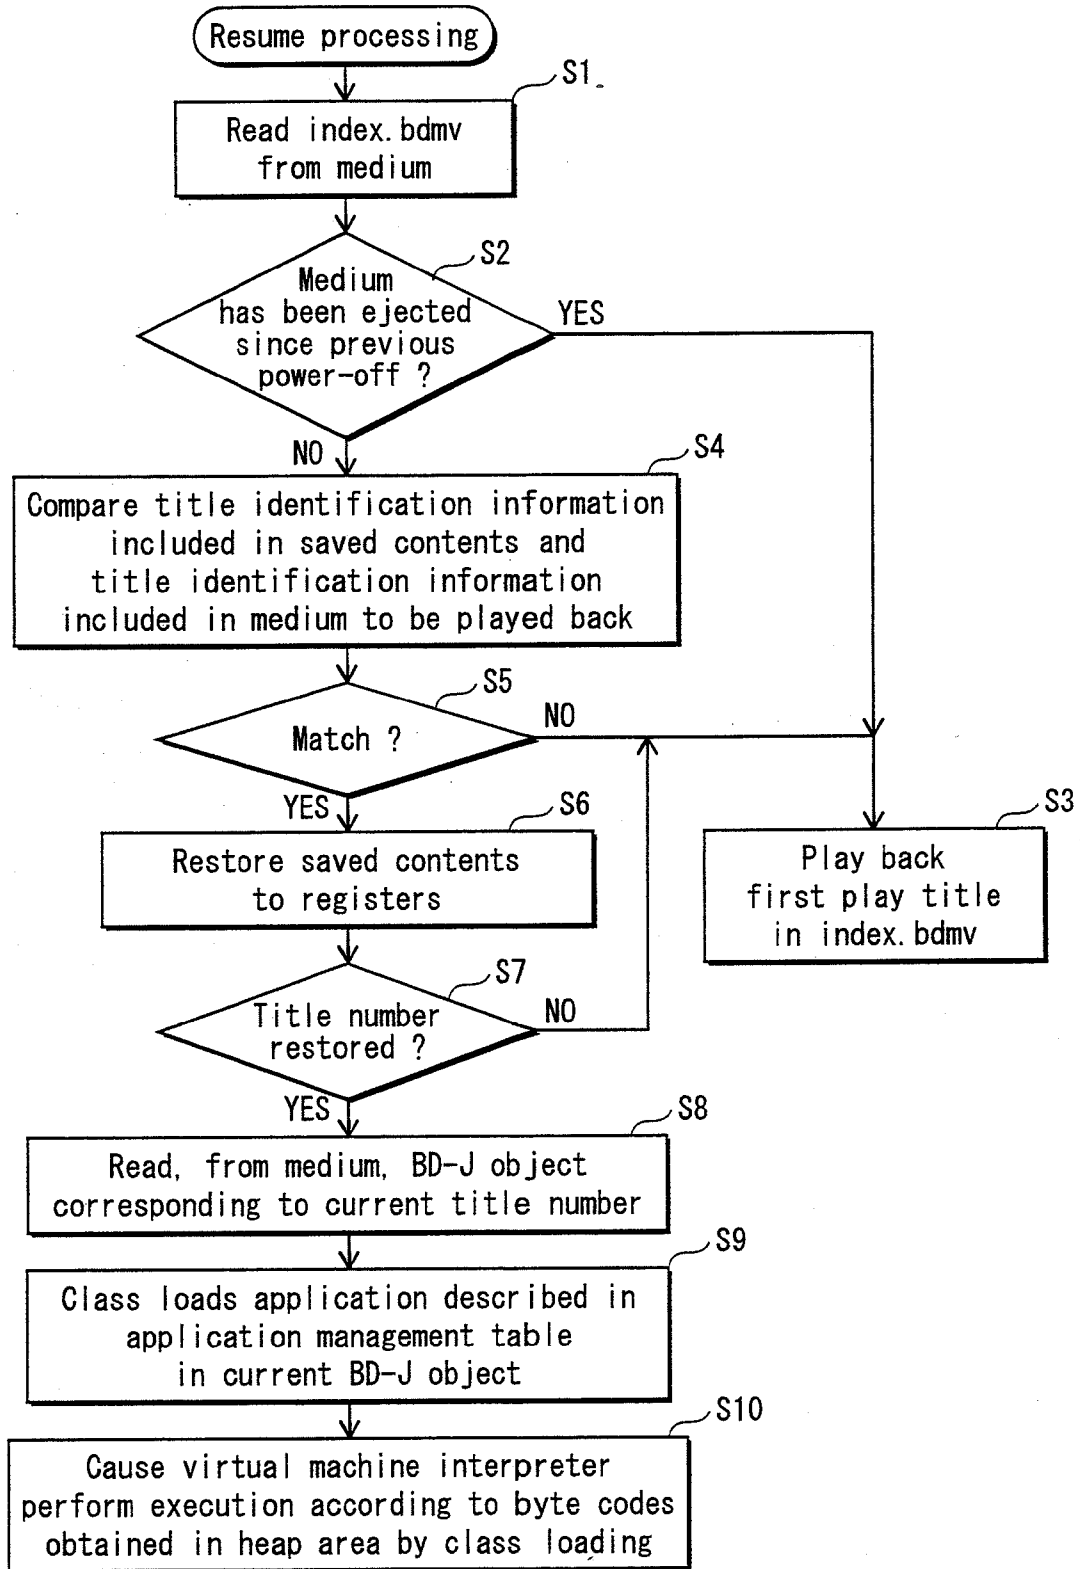 Resume processing
S1
Read index.bdmv
from medium
S2
Medium
has been ejected
since previous
power-off ?
YES
NO
S4
Compare title identification information
included in saved contents and
title identification information
included in medium to be played back
S5
Match ?
NO
YES
S6
Restore saved contents
to registers
S3
Play back
first play title
in index.bdmv
S7
Title number
restored ?
NO
YES
S8
Read, from medium, BD-J object
corresponding to current title number
S9
Class loads application described in
application management table
in current BD-J object
S10
Cause virtual machine interpreter
perform execution according to byte codes
obtained in heap area by class loading